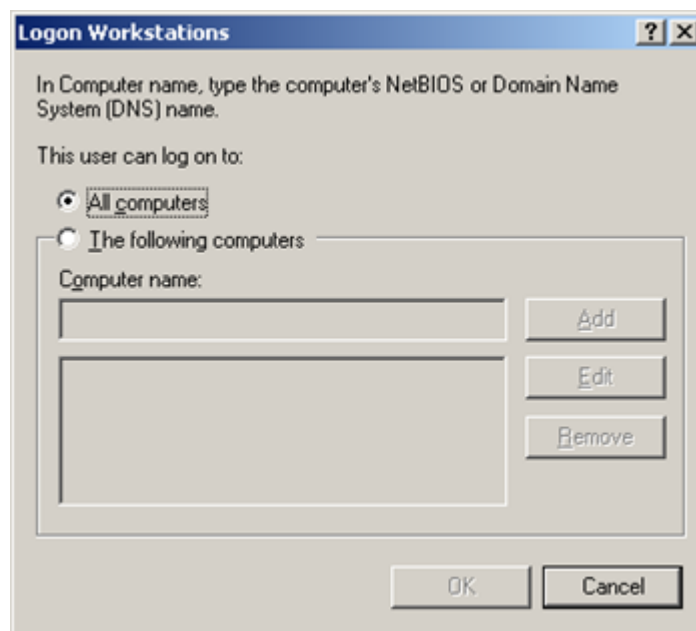 Logon Workstations
In Computer name, type the computer's NetBIOS or Domain Name
System (DNS) name.
This user can log on to:
All computers
The following computers
Computer name:
Add
Edit
Remove
OK
Cancel